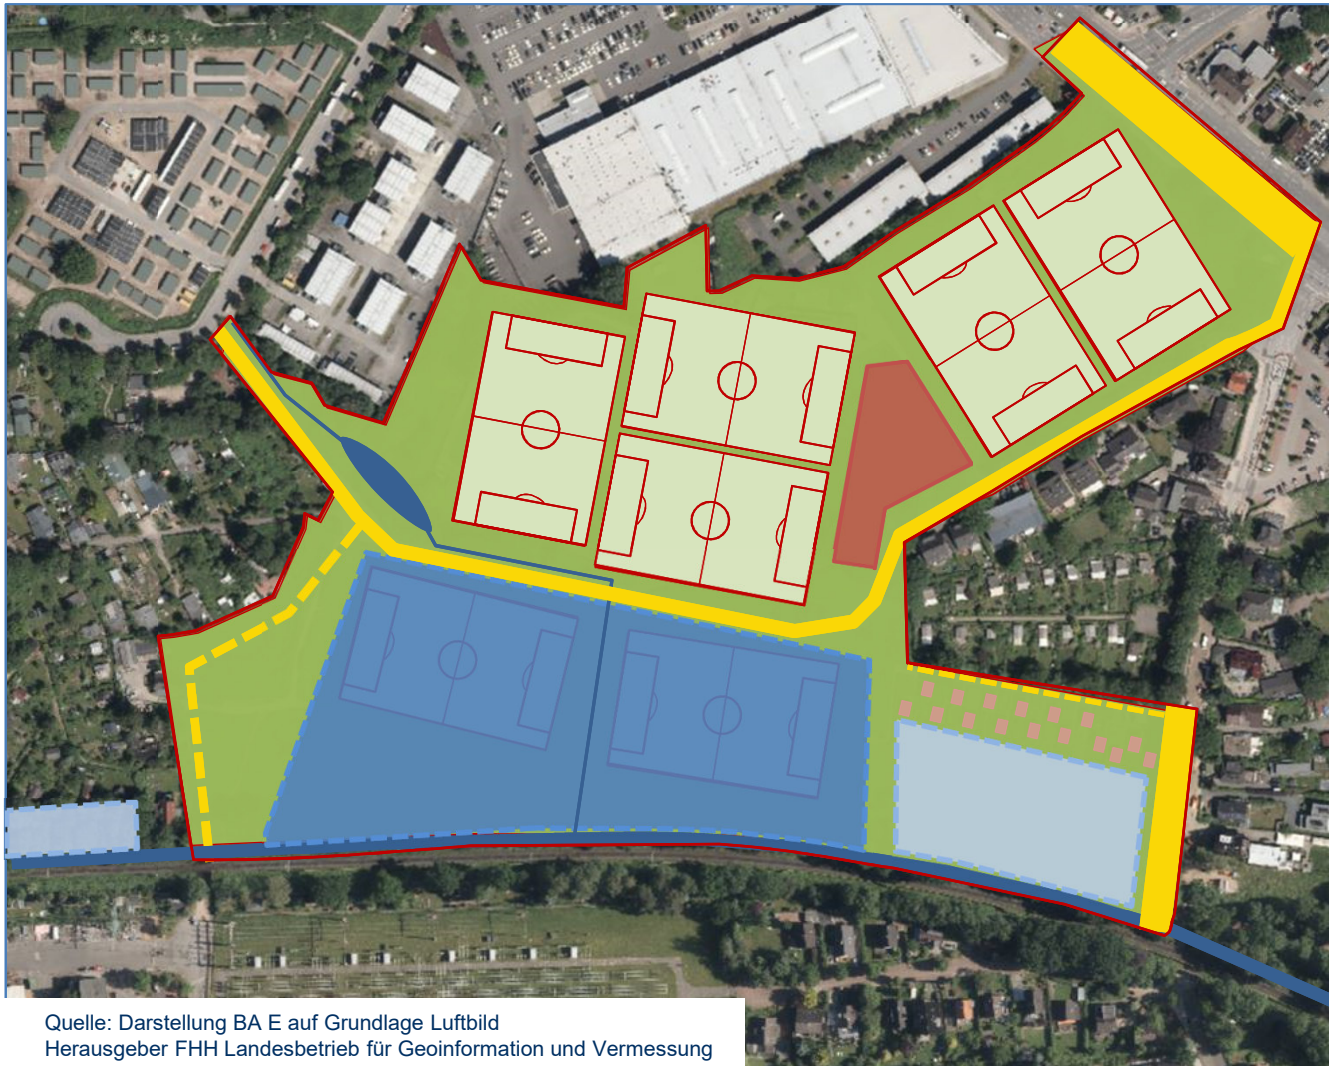 Quelle: Darstellung BA E auf Grundlage Luftbild
Herausgeber FHH Landesbetrieb für Geoinformation und Vermessung